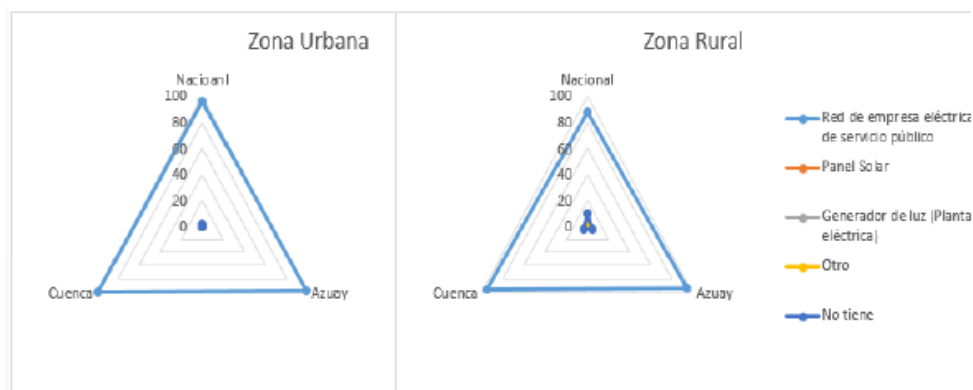 Zona Urbana
Nacioanl
100
80
60
40
20
0
Cuenca
Azuay
Zona Rural
Nacional
100
80
60
40
20
0
Cuenca
Azuay
Red de empresa eléctrica
de servicio público
Panel Solar
Generador de luz (Planta
eléctrica)
Otro
No tiene